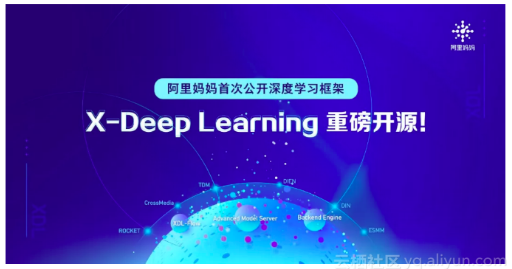 阿里妈妈
阿里妈妈首次公开深度学习框架
X-Deep Learning 重磅开源!
TDM
DIEN
CrossMedia
DIN
XDL-Flow
Advanced Model Server
Backend Engine
ROCKET
ESMM
云栖社区 yq.aliyun.com